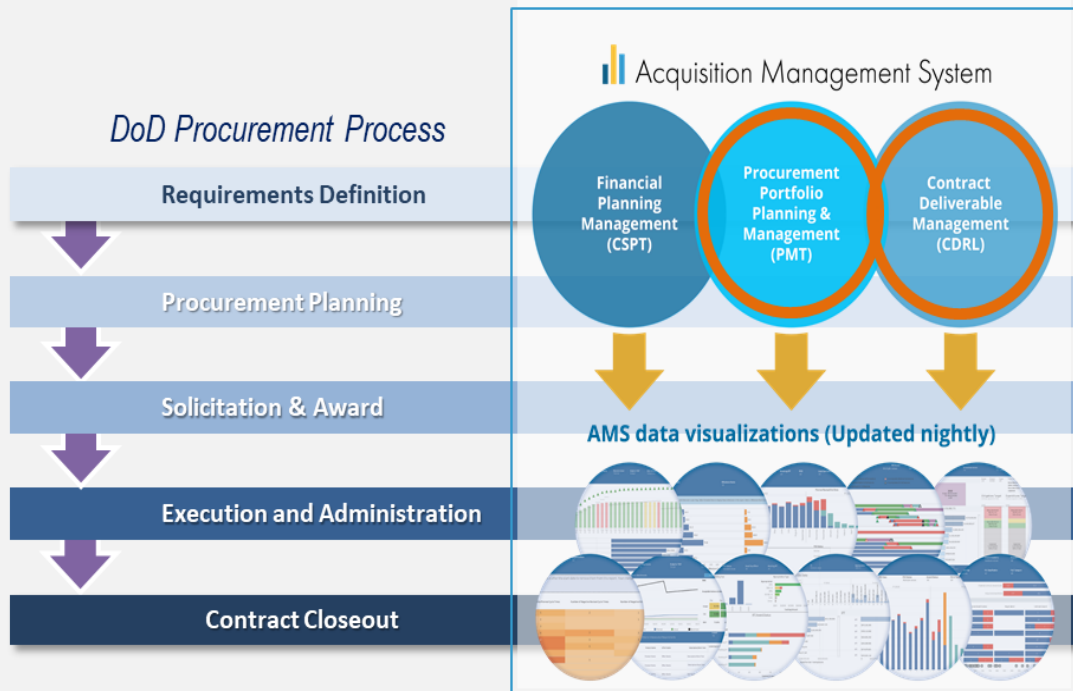 DoD Procurement Process
Requirements Definition
Procurement Planning
Solicitation & Award
Execution and Administration
Contract Closeout
Acquisition Management System
Financial
Planning
Management
(CSPT)
Procurement
Portfolio
Planning &
Management
(PMT)
Contract
Deliverable
Management
(CDRL)
AMS data visualizations (Updated nightly)